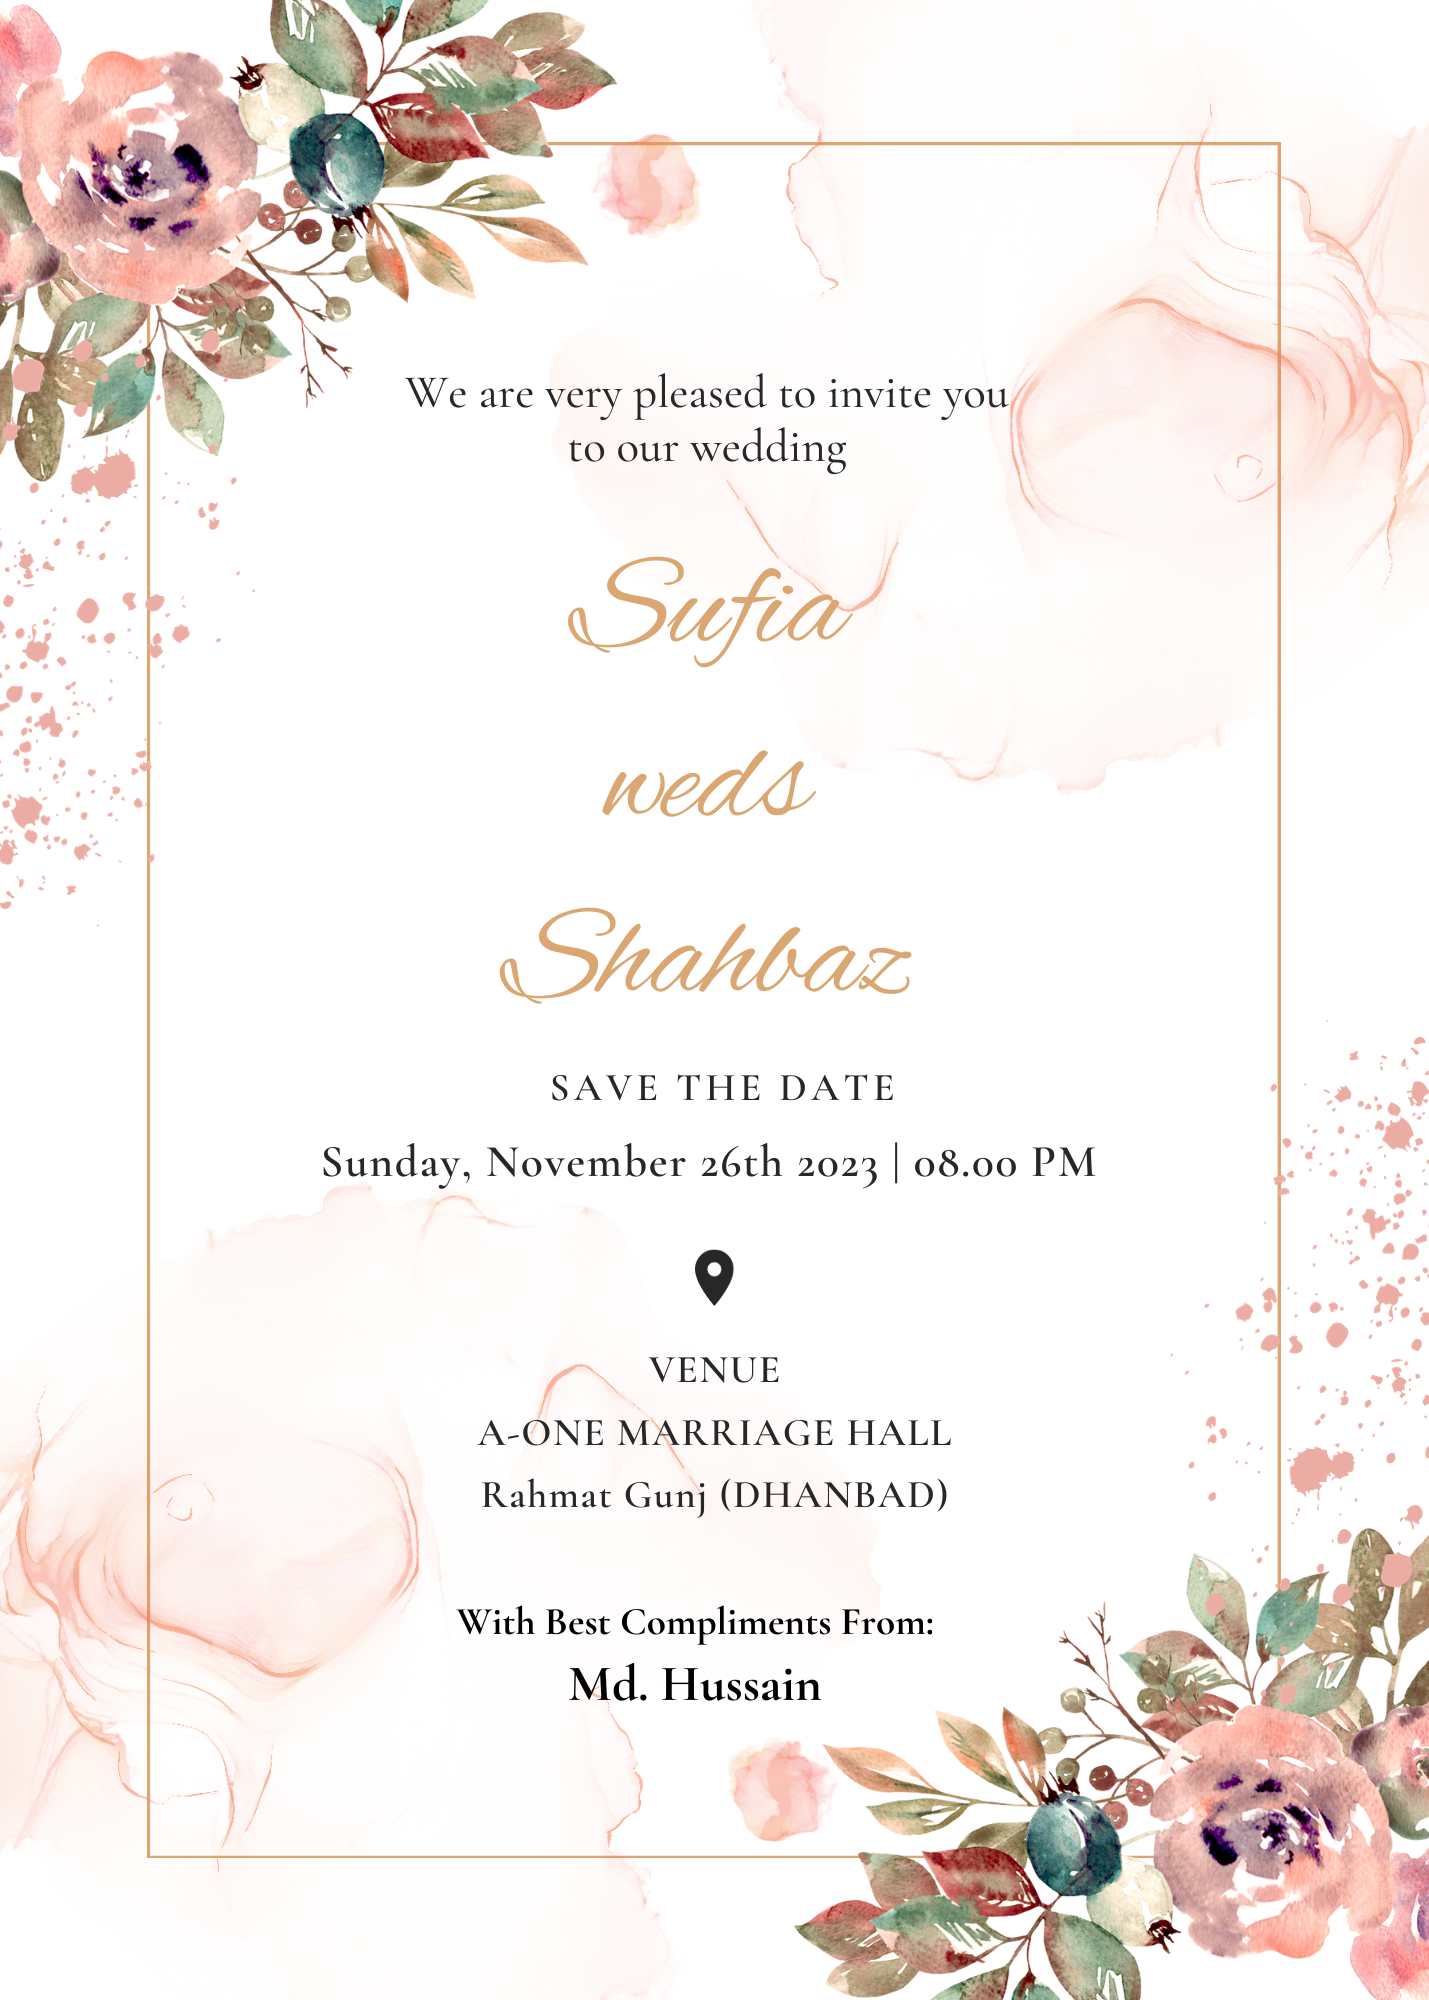 We are very pleased to invite you
to our wedding
Sufia
weds
Shahbaz
SAVE THE DATE
Sunday, November 26th 2023 | 08.00 PM
VENUE
A-ONE MARRIAGE HALL
Rahmat Gunj (DHANBAD)
With Best Compliments From:
Md. Hussain